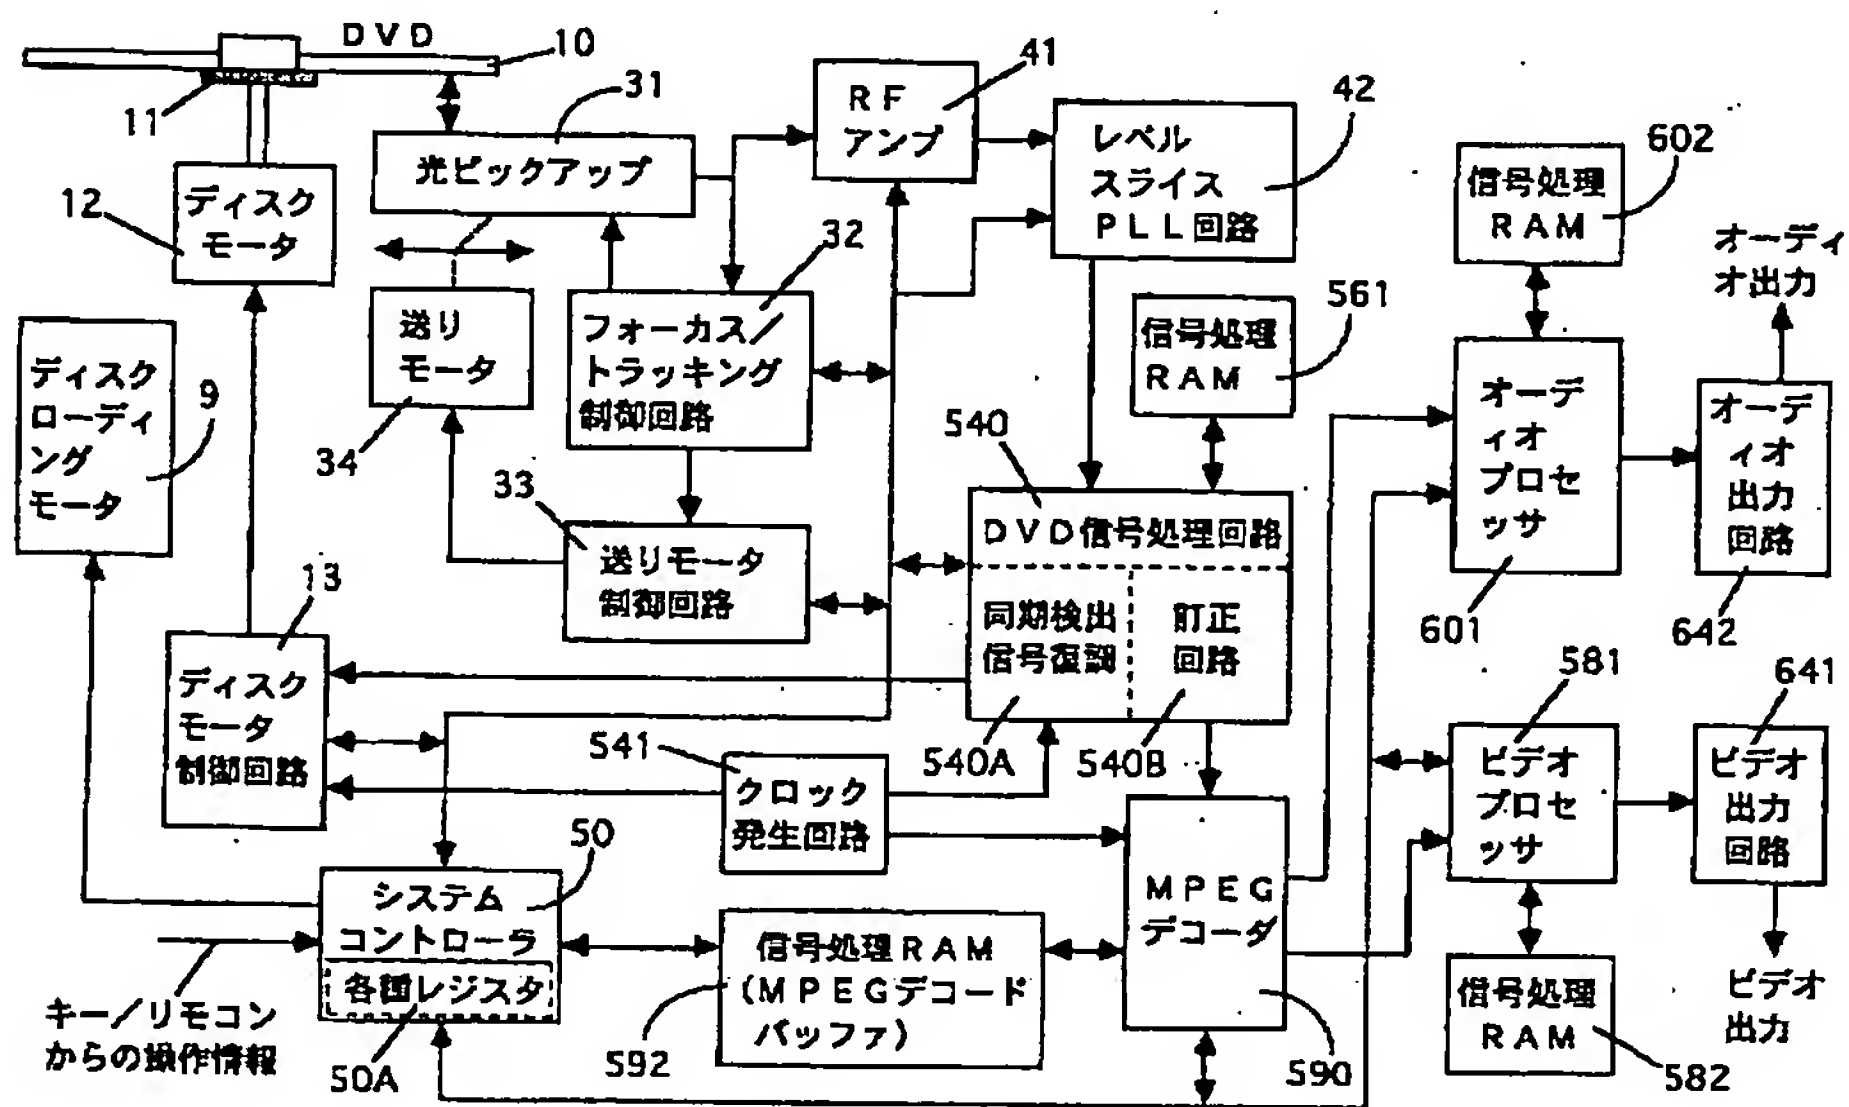 DVD
10
11
12
ディスク
モータ
31
光ピックアップ
41
RF
アンプ
42
レベル
スライス
PLL回路
602
信号処理
RAM
オーディ
オ出力
ディスク
ローディ
ング
モータ
9
送り
モータ
34
32
フォーカス/
トラッキング
制御回路
561
信号処理
RAM
オーデ
ィオ
プロセ
ッサ
601
オーデ
ィオ
出力
回路
642
33
送りモータ
制御回路
540
DVD信号処理回路
同期検出
信号復調
訂正
回路
540A
540B
13
ディスク
モータ
制御回路
541
クロック
発生回路
581
ビデオ
プロセ
ッサ
641
ビデオ
出力
回路
50
システム
コントローラ
各種レジスタ
50A
キー/リモコン
からの操作情報
信号処理RAM
(MPEGデコード
バッファ)
592
MPEG
デコーダ
590
信号処理
RAM
582
ビデオ
出力